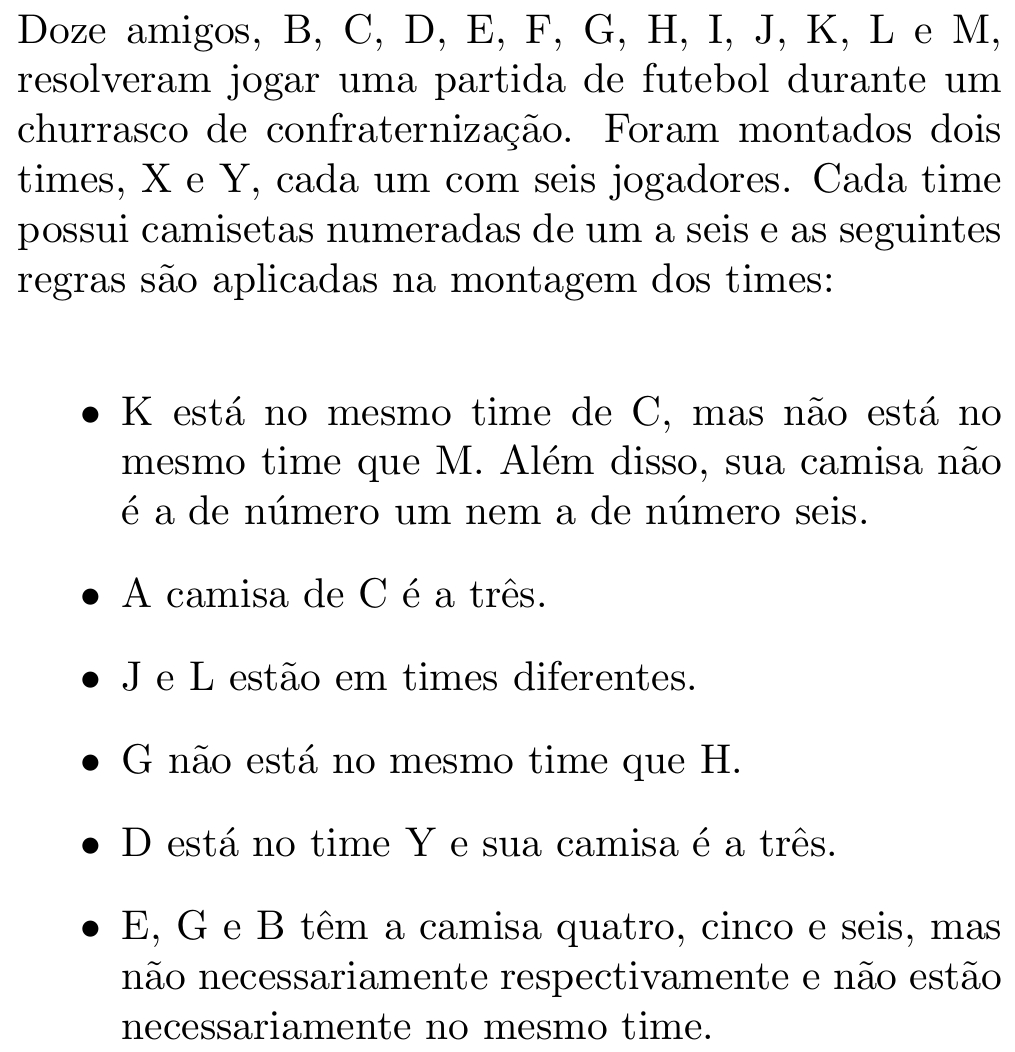 Doze amigos, B, C, D, E, F, G, H, I, J, K, L e M,
resolveram jogar uma partida de futebol durante um
churrasco de confraternização. Foram montados dois
times, X e Y, cada um com seis jogadores. Cada time
possui camisetas numeradas de um a seis e as seguintes
regras são aplicadas na montagem dos times:
• K está no mesmo time de C, mas não está no
mesmo time que M. Além disso, sua camisa não
é a de número um nem a de número seis.
• A camisa de C é a três.
• J e L estão em times diferentes.
• G não está no mesmo time que H.
• D está no time Y e sua camisa é a três.
• E, G e B têm a camisa quatro, cinco e seis, mas
não necessariamente respectivamente e não estão
necessariamente no mesmo time.